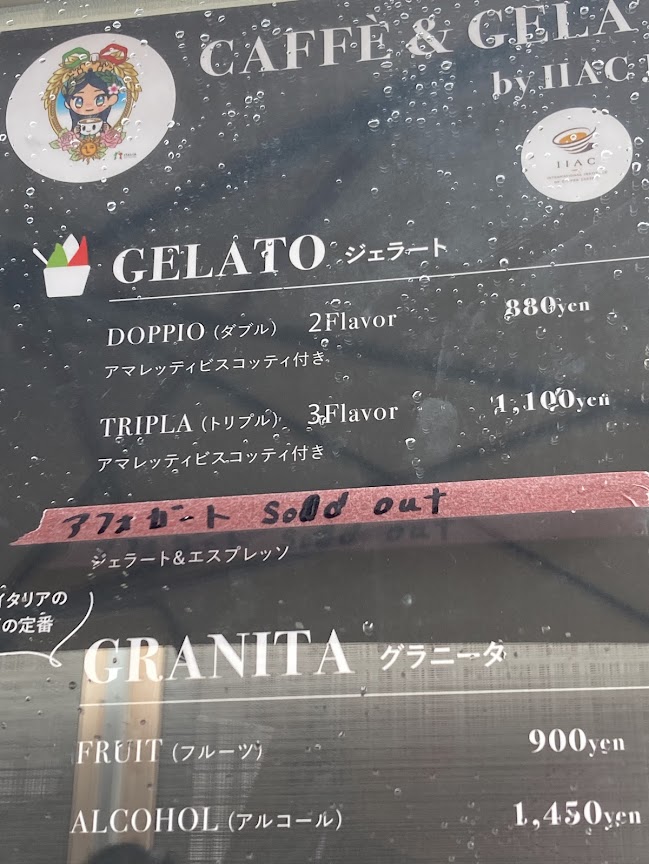 CAFFÈ & GELA
by IIAC
IIAC
GELATO ジェラート
DOPPIO (ダブル) 2Flavor 880yen
アマレッティビスコッティ付き
TRIPLA (トリプル) 3Flavor 1,100yen
アマレッティビスコッティ付き
アフォガート Sold out
ジェラート&エスプレッソ
イタリアの
の定番
GRANITA グラニータ
FRUIT (フルーツ) 900yen
ALCOHOL (アルコール) 1,450yen